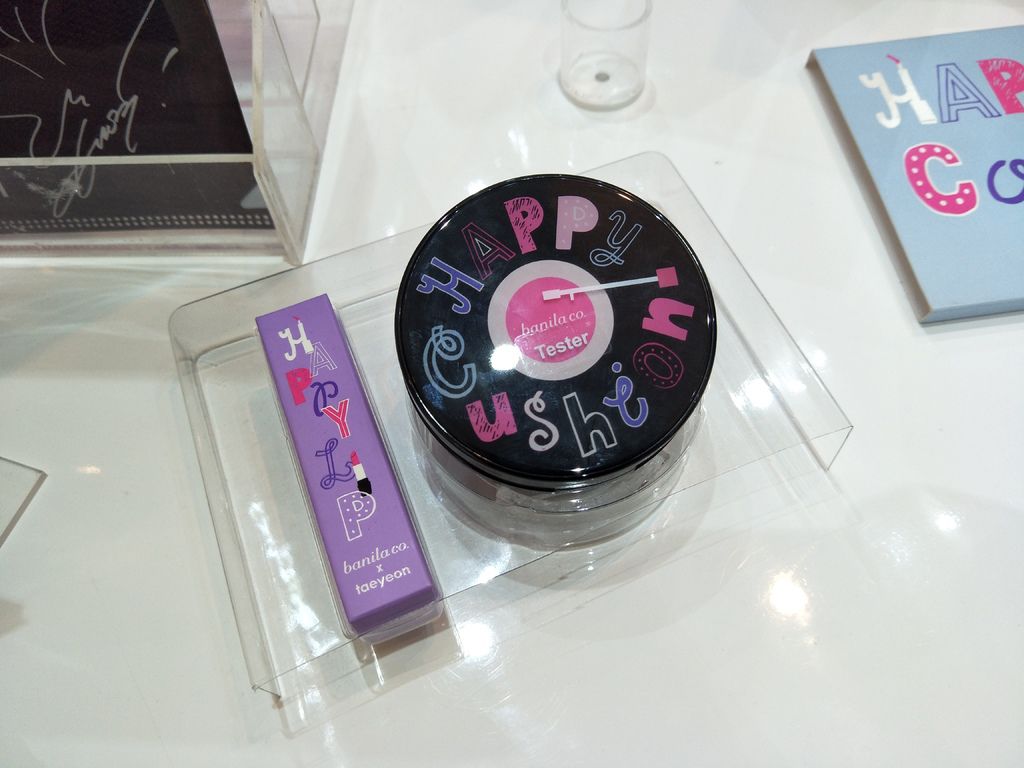 HAPPY
Cushion
banila co.
Tester
HAPPY
LiP
banila co.
x
taeyeon
HAP
Co